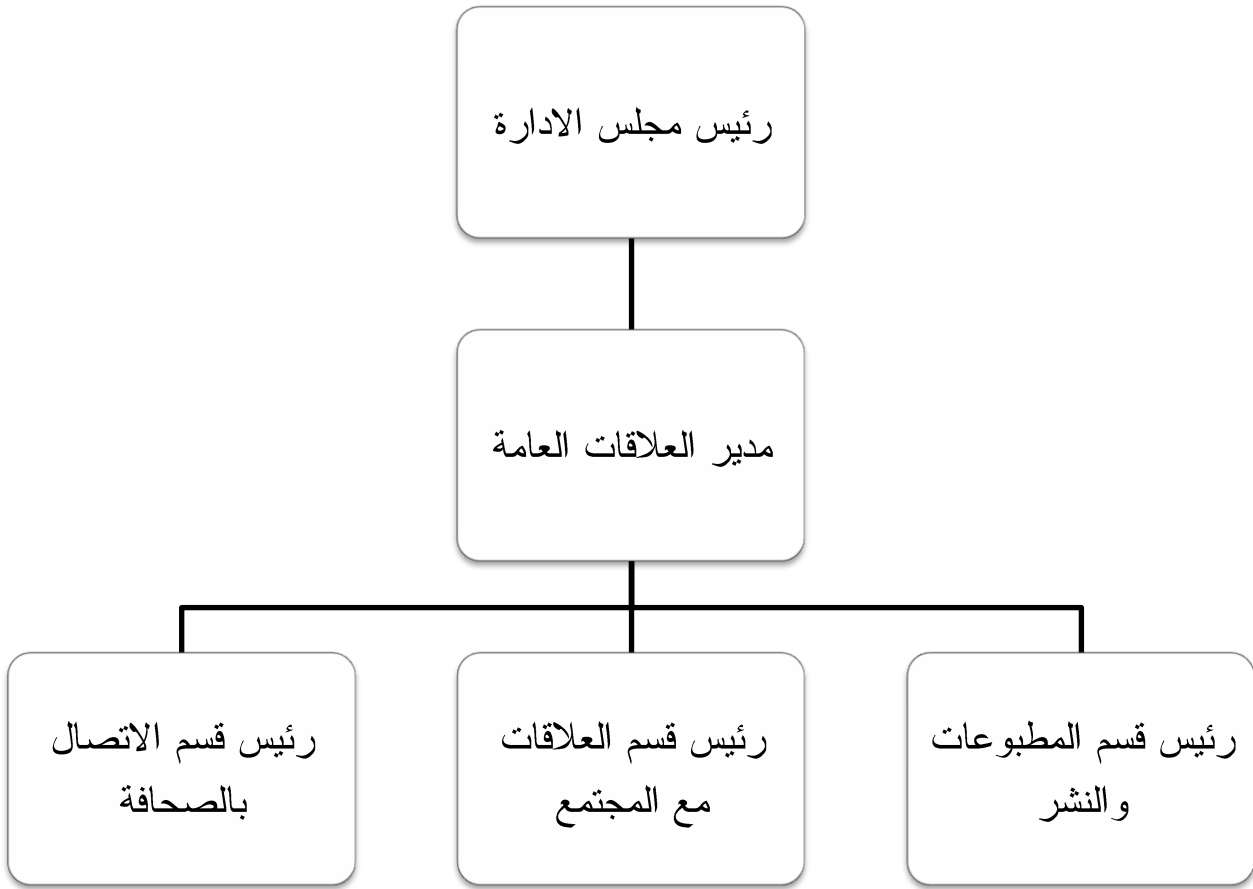 رئيس مجلس الادارة
مدير العلاقات العامة
رئيس قسم المطبوعات
والنشر
رئيس قسم العلاقات
مع المجتمع
رئيس قسم الاتصال
بالصحافة